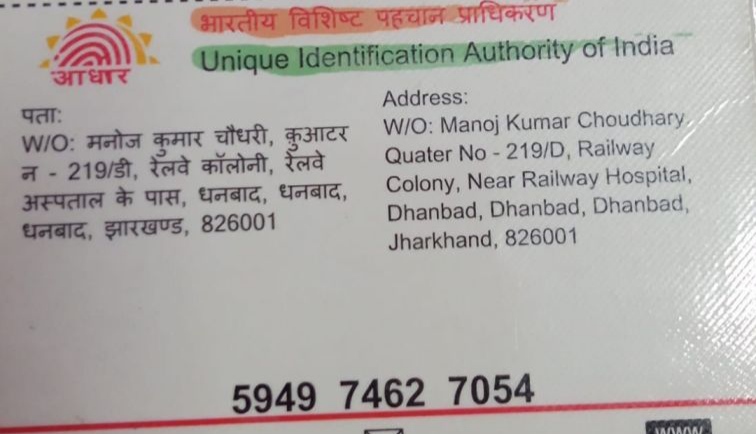 भारतीय विशिष्ट पहचान प्राधिकरण
Unique Identification Authority of India
आधार
पता:
W/O: मनोज कुमार चौधरी, कुआटर
न - 219/डी, रेलवे कॉलोनी, रेलवे
अस्पताल के पास, धनबाद, धनबाद,
धनबाद, झारखण्ड, 826001
Address:
W/O: Manoj Kumar Choudhary,
Quater No - 219/D, Railway
Colony, Near Railway Hospital,
Dhanbad, Dhanbad, Dhanbad,
Jharkhand, 826001
5949 7462 7054
www